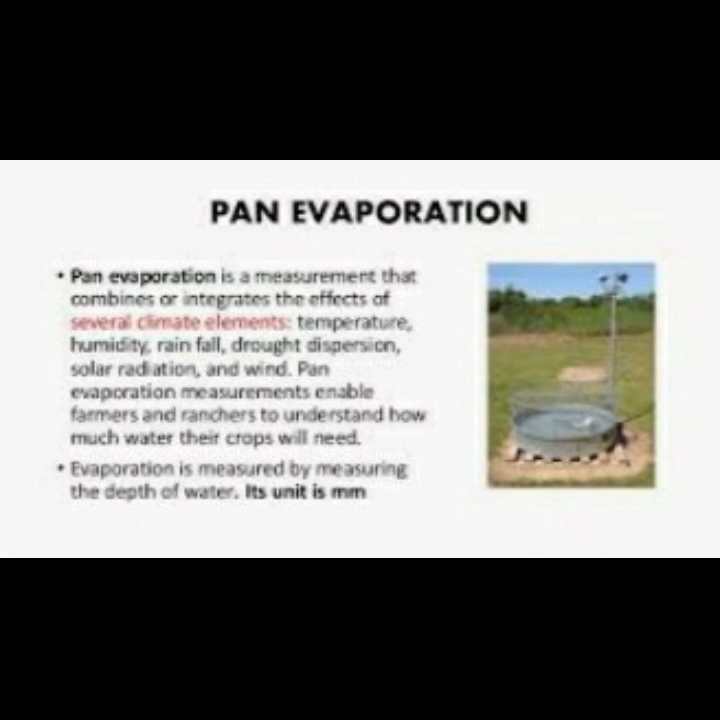 PAN EVAPORATION
• Pan evaporation is a measurement that
combines or integrates the effects of
several climate elements: temperature,
humidity, rain fall, drought dispersion,
solar radiation, and wind. Pan
evaporation measurements enable
farmers and ranchers to understand how
much water their crops will need.
• Evaporation is measured by measuring
the depth of water. Its unit is mm